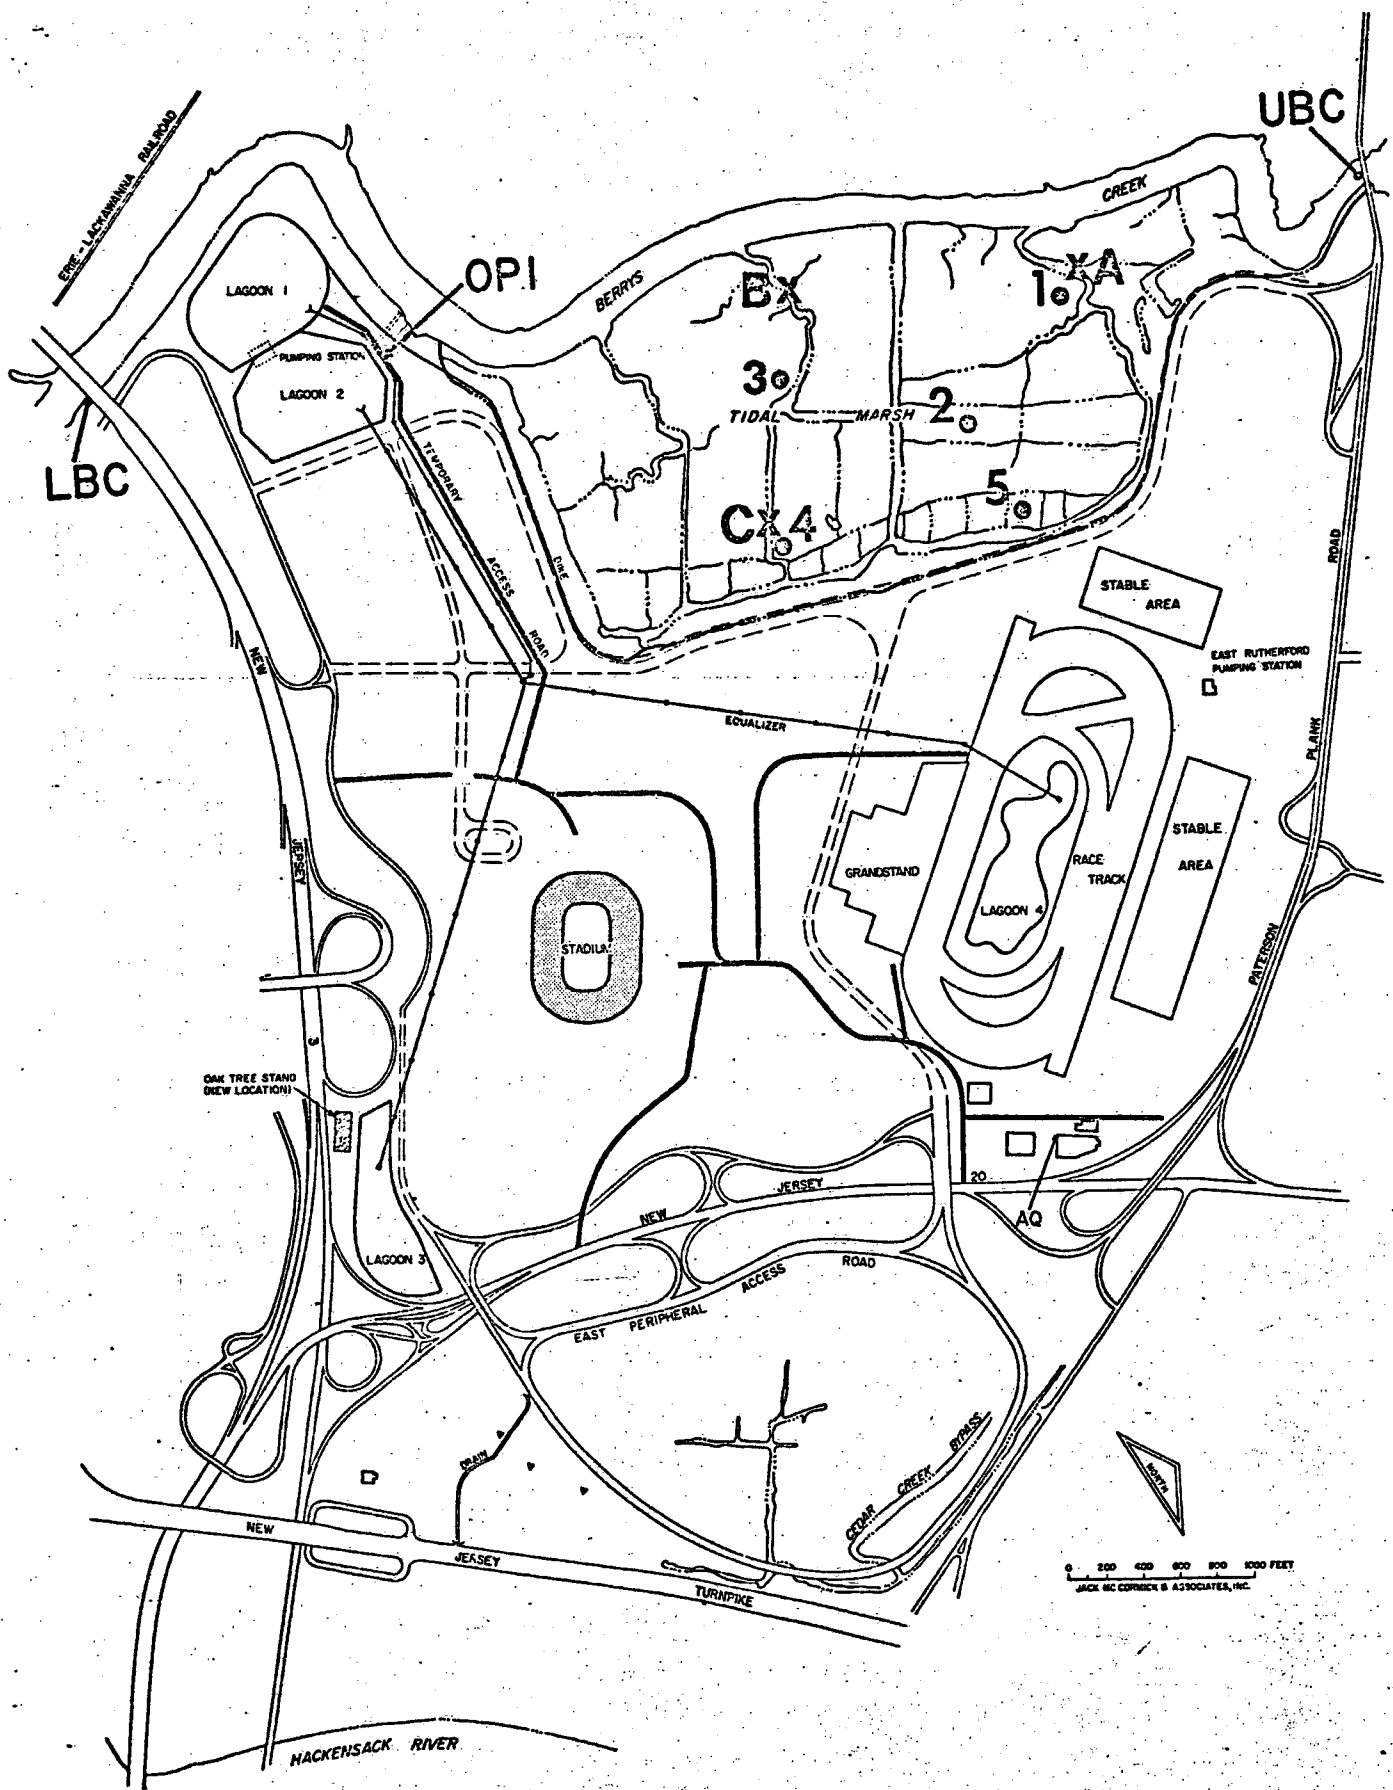 UBC
ERIE - LACKAWANNA RAILROAD
CREEK
BERRYS
OPI
LAGOON 1
PUMPING STATION
LAGOON 2
LBC
1
X A
B X
3
TIDAL MARSH
2
5
C X 4
TEMPORARY
ACCESS
ROAD
DIKE
STABLE
AREA
EAST RUTHERFORD
PUMPING STATION
ROAD
PLANK
PATERSON
NEW
JERSEY
3
EQUALIZER
GRANDSTAND
RACE
TRACK
LAGOON 4
STABLE
AREA
STADIUM
OAK TREE STAND
(NEW LOCATION)
LAGOON 3
20
AQ
NEW
JERSEY
EAST PERIPHERAL ACCESS ROAD
DRAIN
CEDAR CREEK BYPASS
NORTH
NEW
JERSEY
TURNPIKE
0 200 400 600 800 1000 FEET
JACK MC CORMICK & ASSOCIATES, INC.
HACKENSACK RIVER